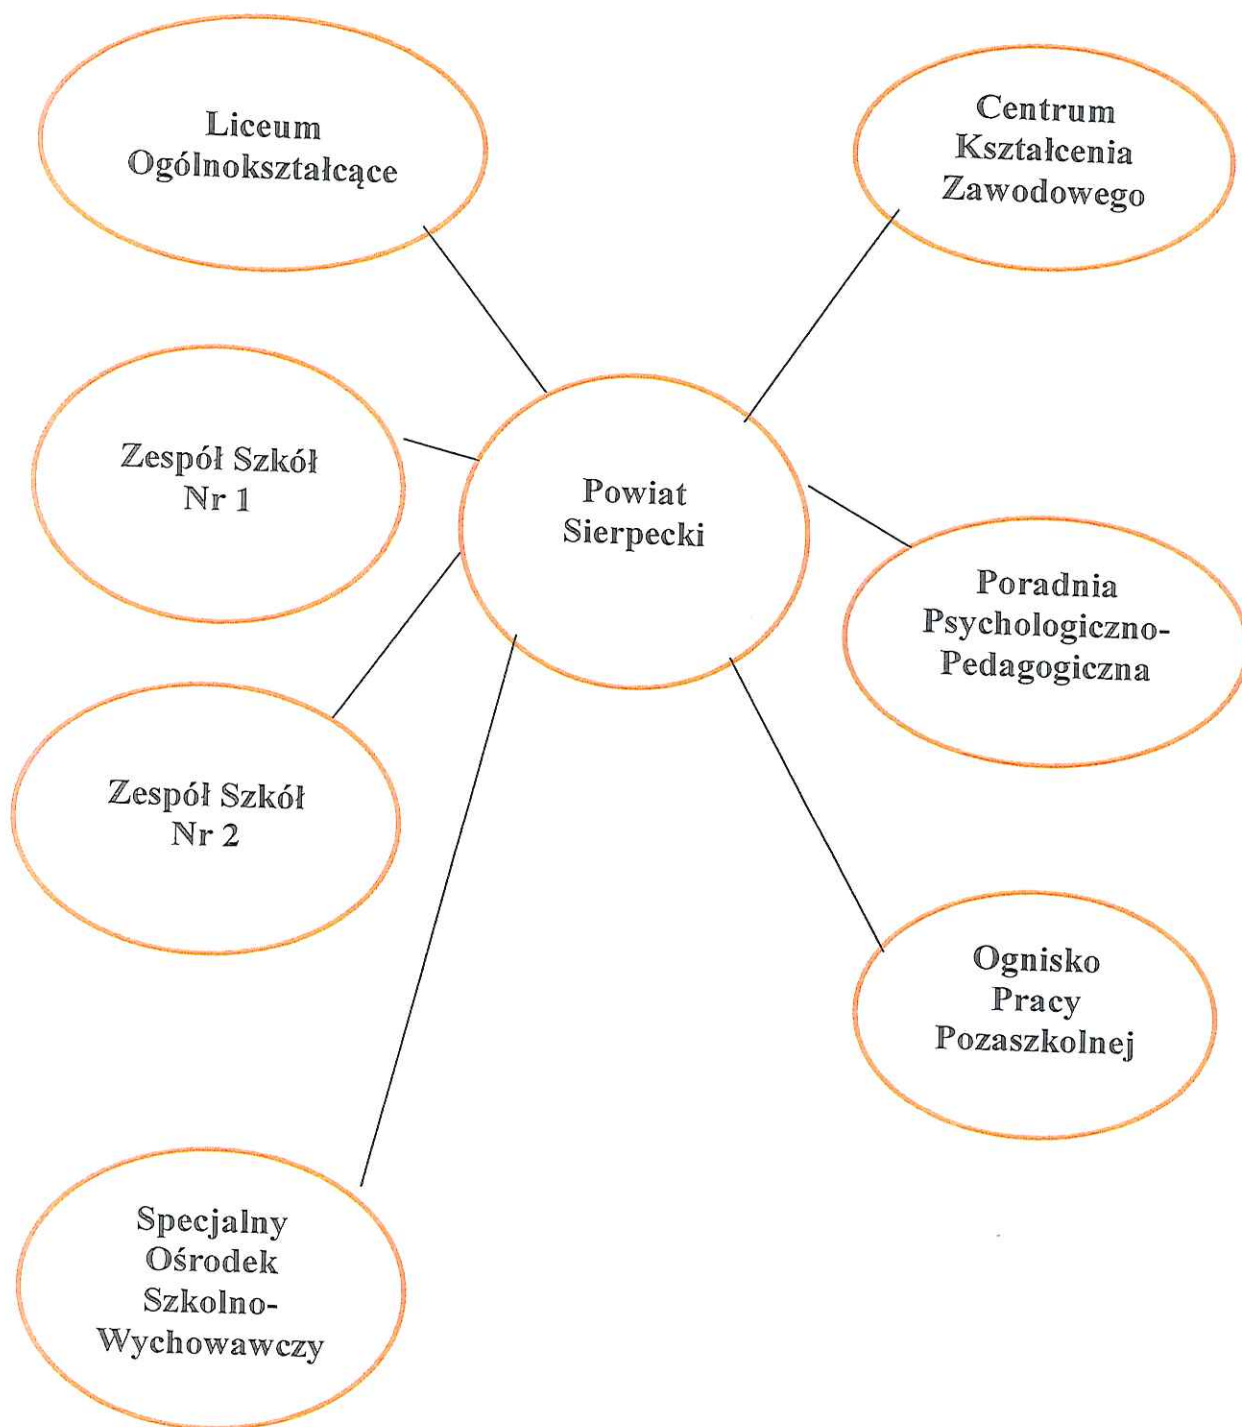 Liceum
Ogólnokształcące
Centrum
Kształcenia
Zawodowego
Zespół Szkół
Nr 1
Powiat
Sierpecki
Poradnia
Psychologiczno-
Pedagogiczna
Zespół Szkół
Nr 2
Ognisko
Pracy
Pozaszkolnej
Specjalny
Ośrodek
Szkolno-
Wychowawczy